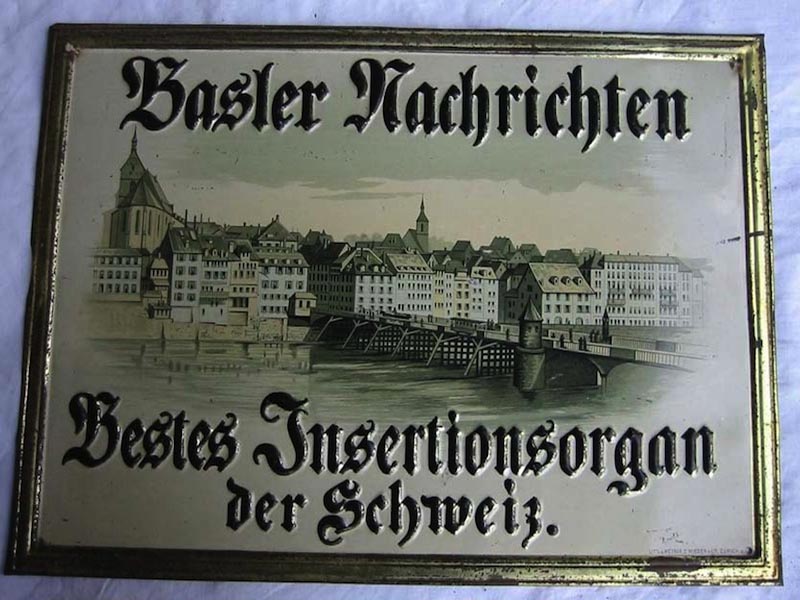 Basler Nachrichten
Bestes Insertionsorgan
der Schweiz.